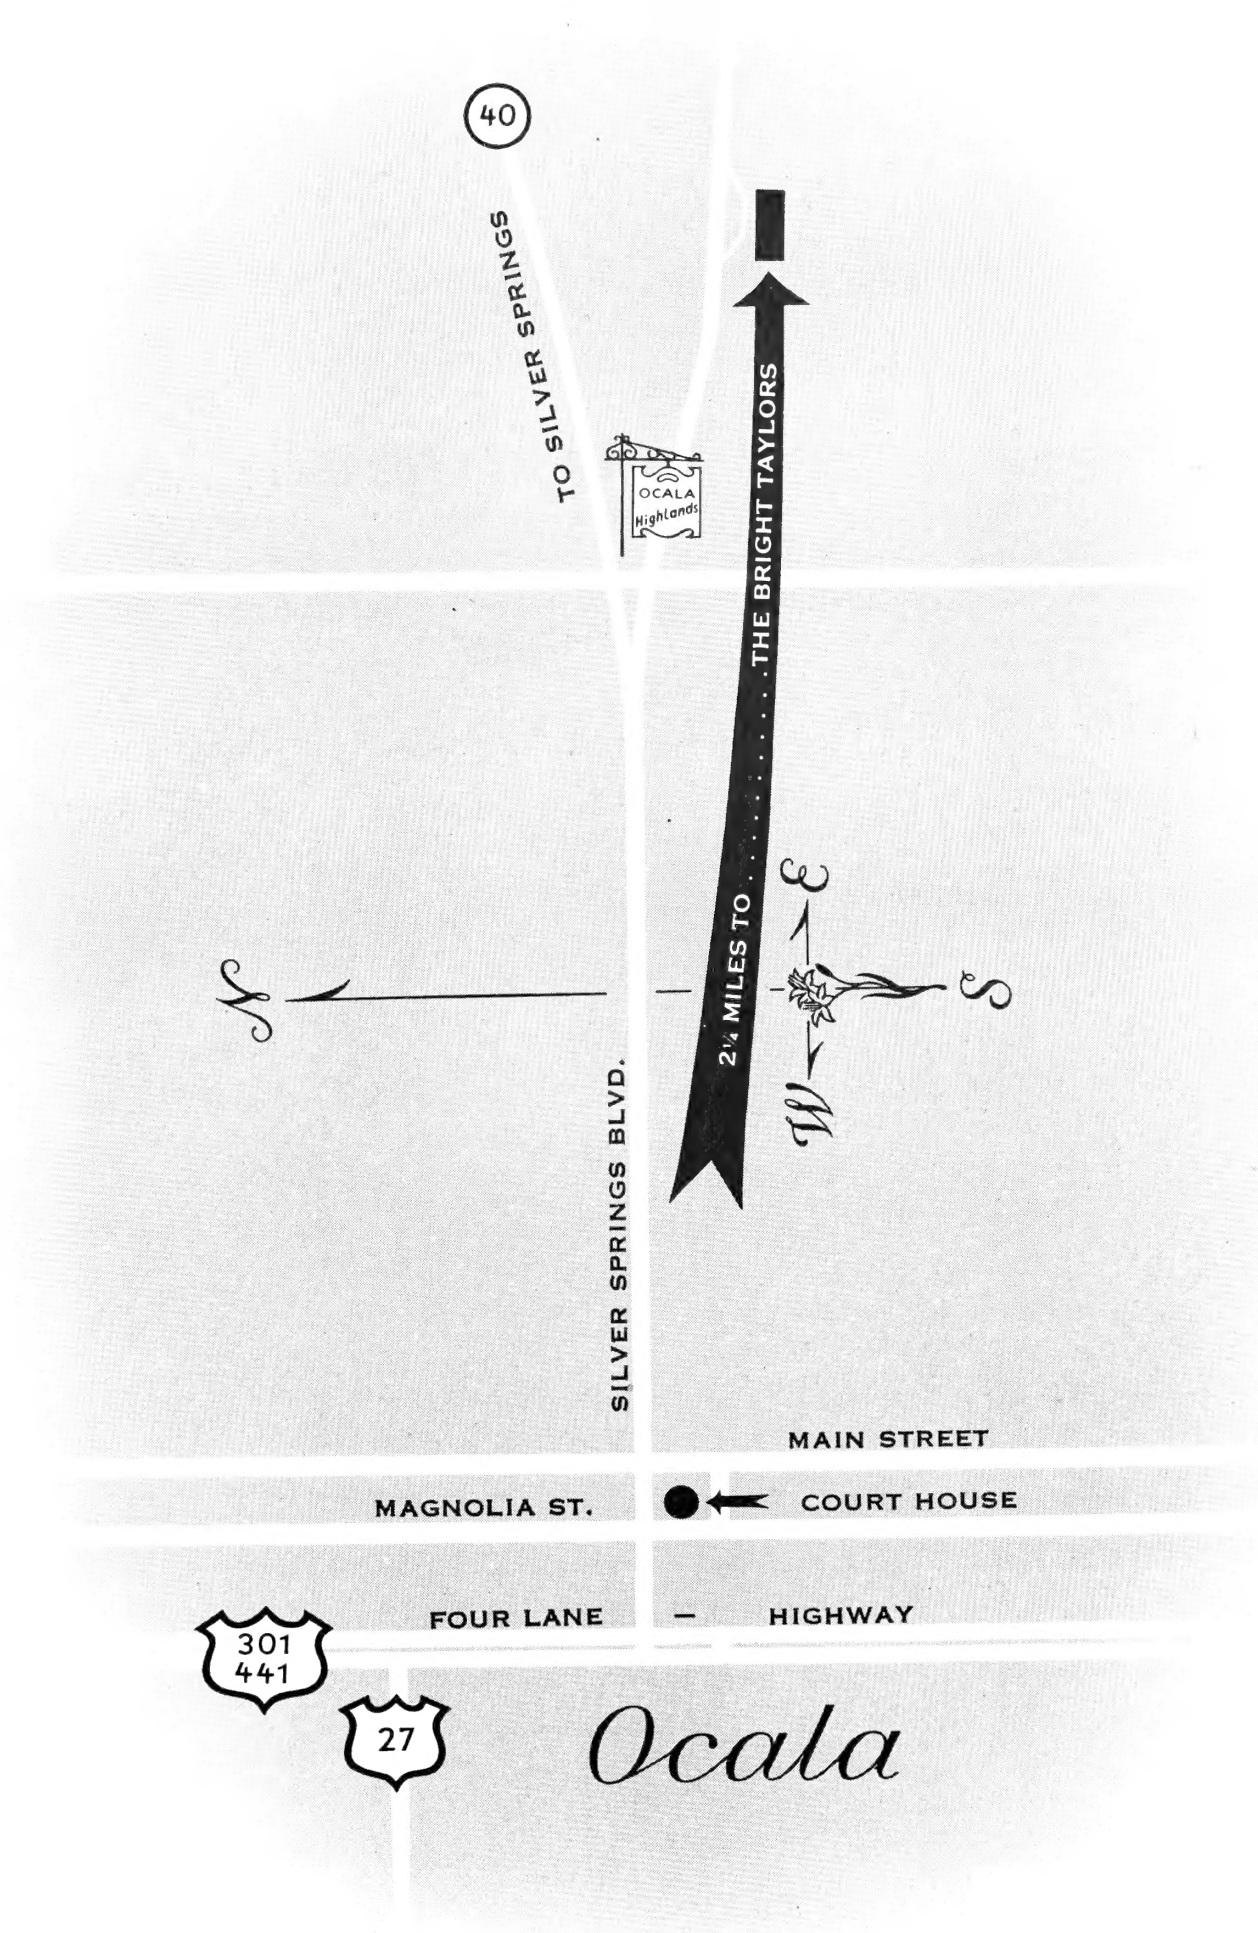 40
TO SILVER SPRINGS
OCALA
Highlands
2¼ MILES TO . . . . . . . . . . . THE BRIGHT TAYLORS
E
N
S
W
SILVER SPRINGS BLVD.
MAIN STREET
MAGNOLIA ST.
COURT HOUSE
FOUR LANE — HIGHWAY
301
441
27
Ocala